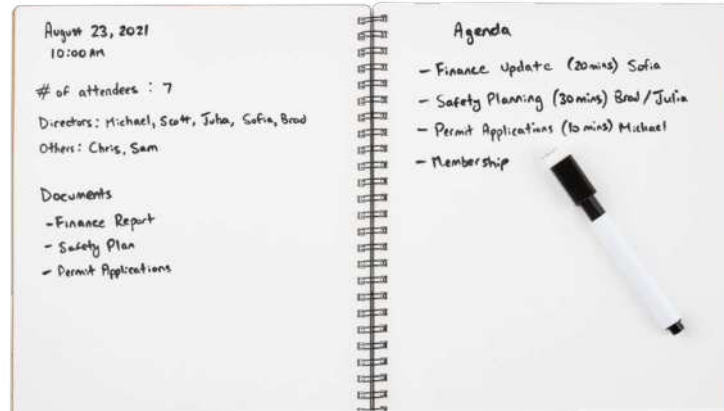 August 23, 2021
10:00 AM
# of attendees : 7
Directors: Michael, Scott, Julia, Sofia, Brad
Others: Chris, Sam
Documents
- Finance Report
- Safety Plan
- Permit Applications
Agenda
- Finance Update (20 mins) Sofia
- Safety Planning (30 mins) Brad / Julia
- Permit Applications (10 mins) Michael
- Membership